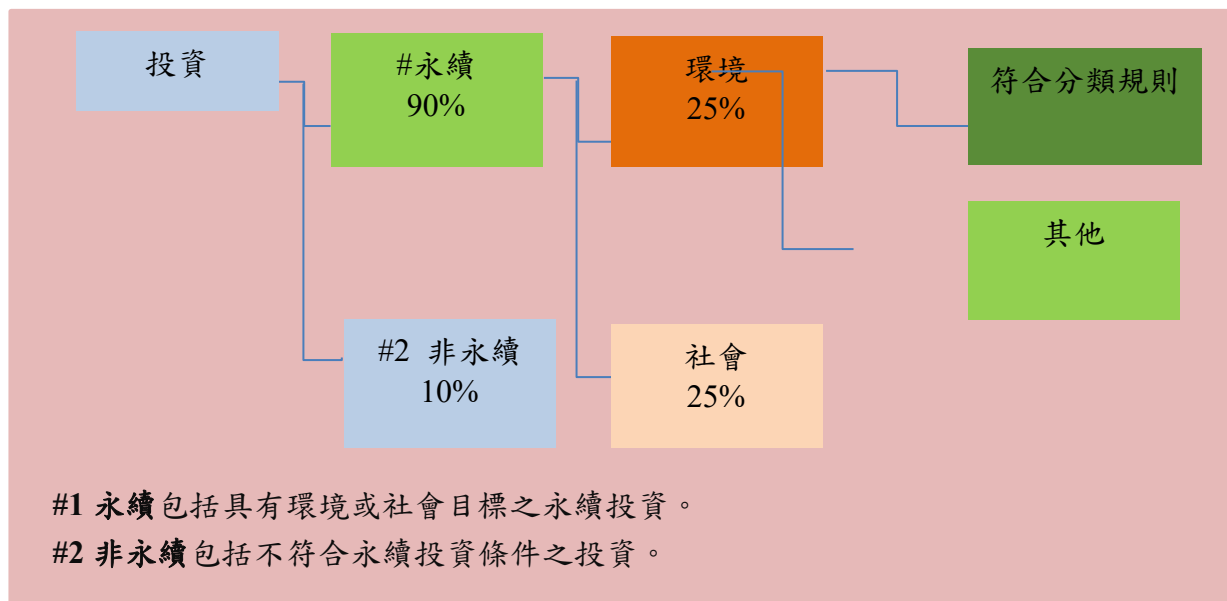 投資
#永續
90%
環境
25%
符合分類規則
其他
#2 非永續
10%
社會
25%
#1 永續包括具有環境或社會目標之永續投資。
#2 非永續包括不符合永續投資條件之投資。